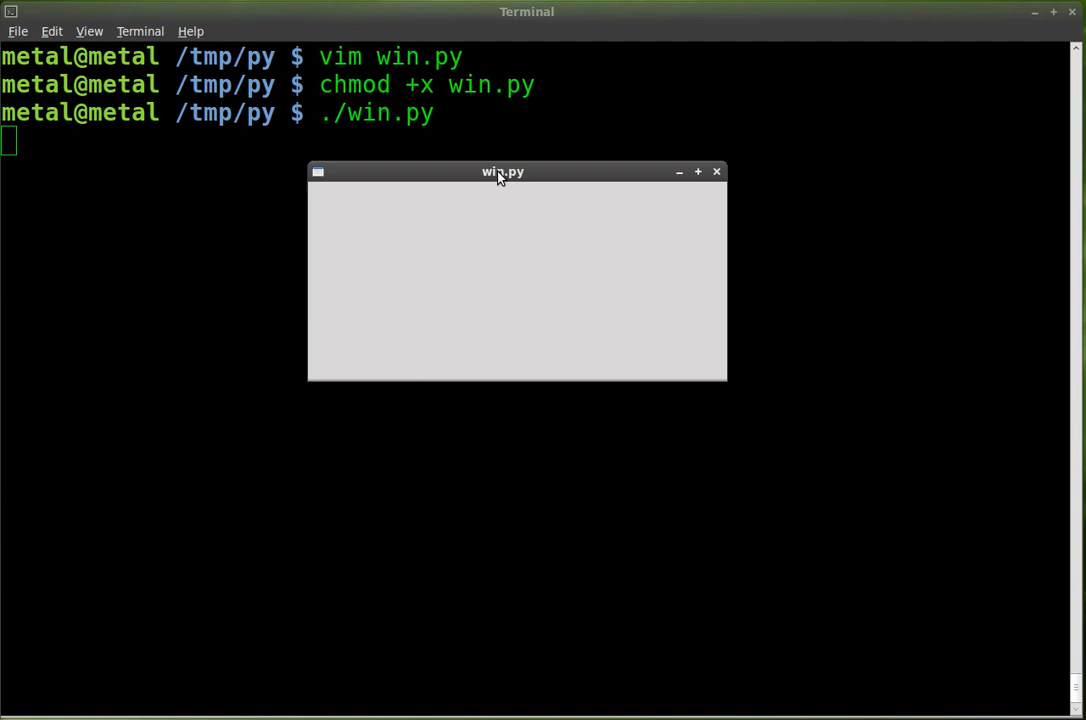 Terminal
File Edit View Terminal Help
metal@metal /tmp/py $ vim win.py
metal@metal /tmp/py $ chmod +x win.py
metal@metal /tmp/py $ ./win.py
win.py